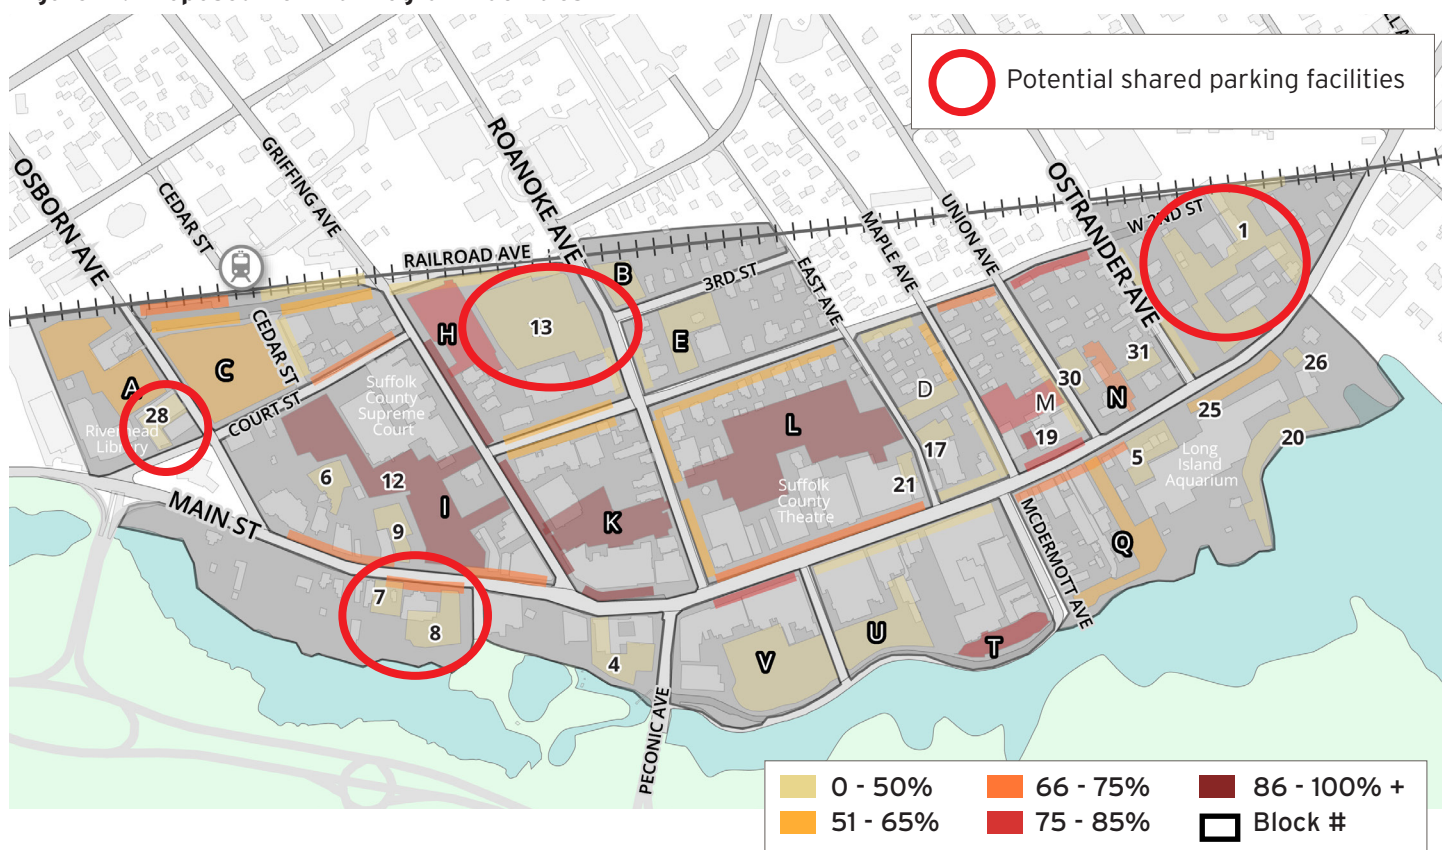 Potential shared parking facilities
OSBORN AVE
CEDAR ST
GRIFFING AVE
ROANOKE AVE
RAILROAD AVE
B
3RD ST
EAST AVE
MAPLE AVE
UNION AVE
OSTRANDER AVE
W 2ND ST
1
H
13
E
CEDAR ST
C
A
28
Riverhead
Library
COURT ST
Suffolk
County
Supreme
Court
D
31
30
N
M
19
26
25
20
L
17
21
Suffolk
County
Theatre
5
Long
Island
Aquarium
6
12
9
I
K
MAIN ST
Q
MCDERMOTT AVE
7
8
4
V
U
T
PECONIC AVE
0 - 50%
66 - 75%
86 - 100% +
51 - 65%
75 - 85%
Block #